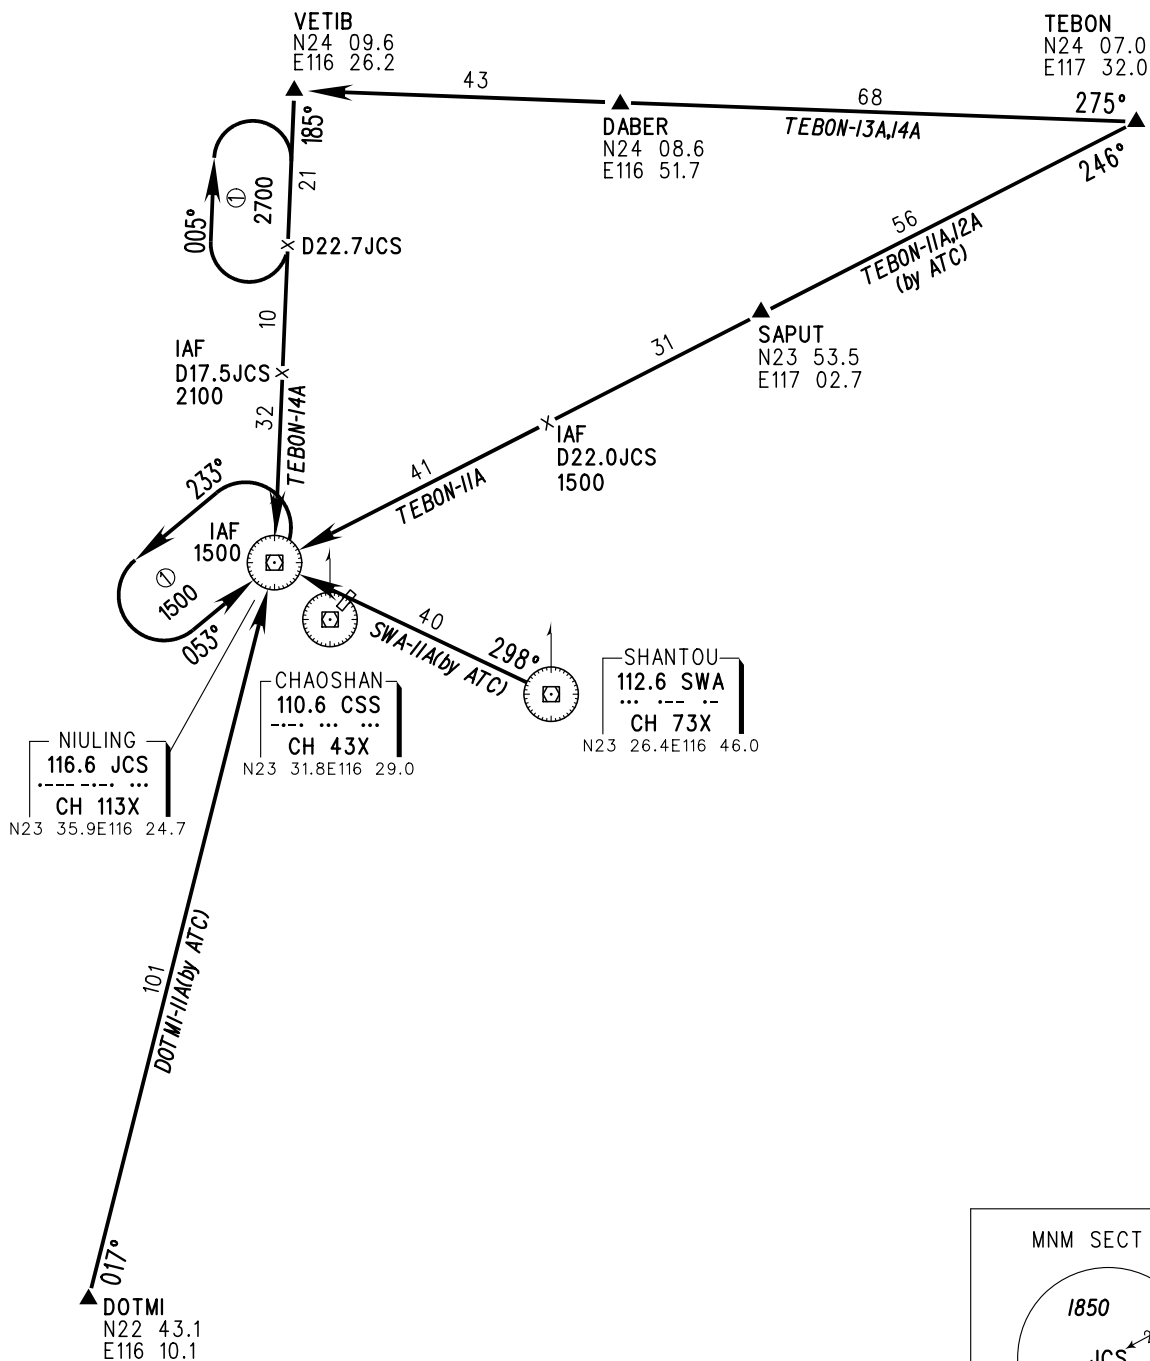 VETIB
N24 09.6
E116 26.2
TEBON
N24 07.0
E117 32.0
43
68
275°
DABER
N24 08.6
E116 51.7
TEBON-13A,14A
246°
185°
21
① 2700
005°
D22.7JCS
56
TEBON-11A,12A
(by ATC)
10
IAF
D17.5JCS
2100
SAPUT
N23 53.5
E117 02.7
31
32
TEBON-14A
IAF
D22.0JCS
1500
41
TEBON-11A
233°
IAF
1500
① 1500
053°
40
SWA-11A(by ATC)
298°
SHANTOU
112.6 SWA
... .-- .-
CH 73X
N23 26.4E116 46.0
CHAOSHAN
110.6 CSS
-.-. ... ...
CH 43X
N23 31.8E116 29.0
NIULING
116.6 JCS
.--- -.-. ...
CH 113X
N23 35.9E116 24.7
101
DOTMI-11A(by ATC)
017°
DOTMI
N22 43.1
E116 10.1
MNM SECT
1850
JCS